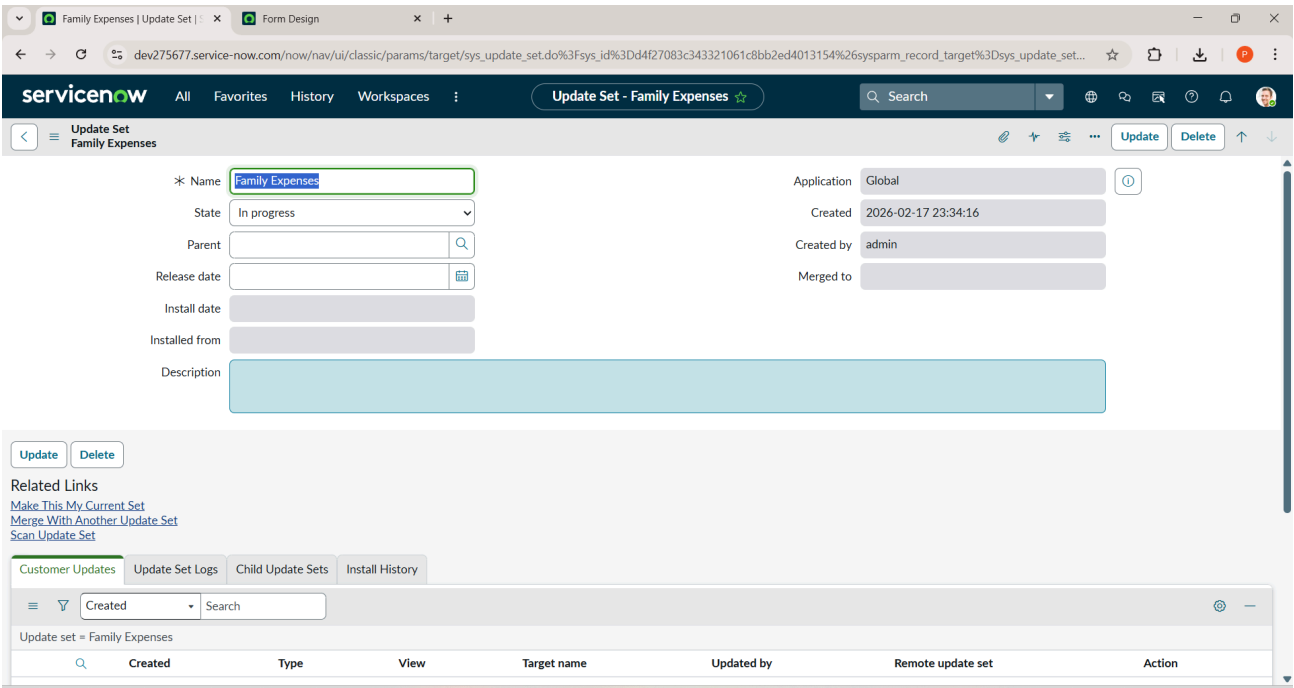 Family Expenses | Update Set | S
Form Design
dev275677.service-now.com/now/nav/ui/classic/params/target/sys_update_set.do%3Fsys_id%3Dd4f27083c343321061c8bb2ed4013154%26sysparm_record_target%3Dsys_update_set...
P
servicenow
All Favorites History Workspaces
Update Set - Family Expenses
Search
Update Set
Family Expenses
Update Delete
Name Family Expenses
Application Global
State In progress
Created 2026-02-17 23:34:16
Parent
Created by admin
Release date
Merged to
Install date
Installed from
Description
Update Delete
Related Links
Make This My Current Set
Merge With Another Update Set
Scan Update Set
Customer Updates Update Set Logs Child Update Sets Install History
Created Search
Update set = Family Expenses
Created Type View Target name Updated by Remote update set Action